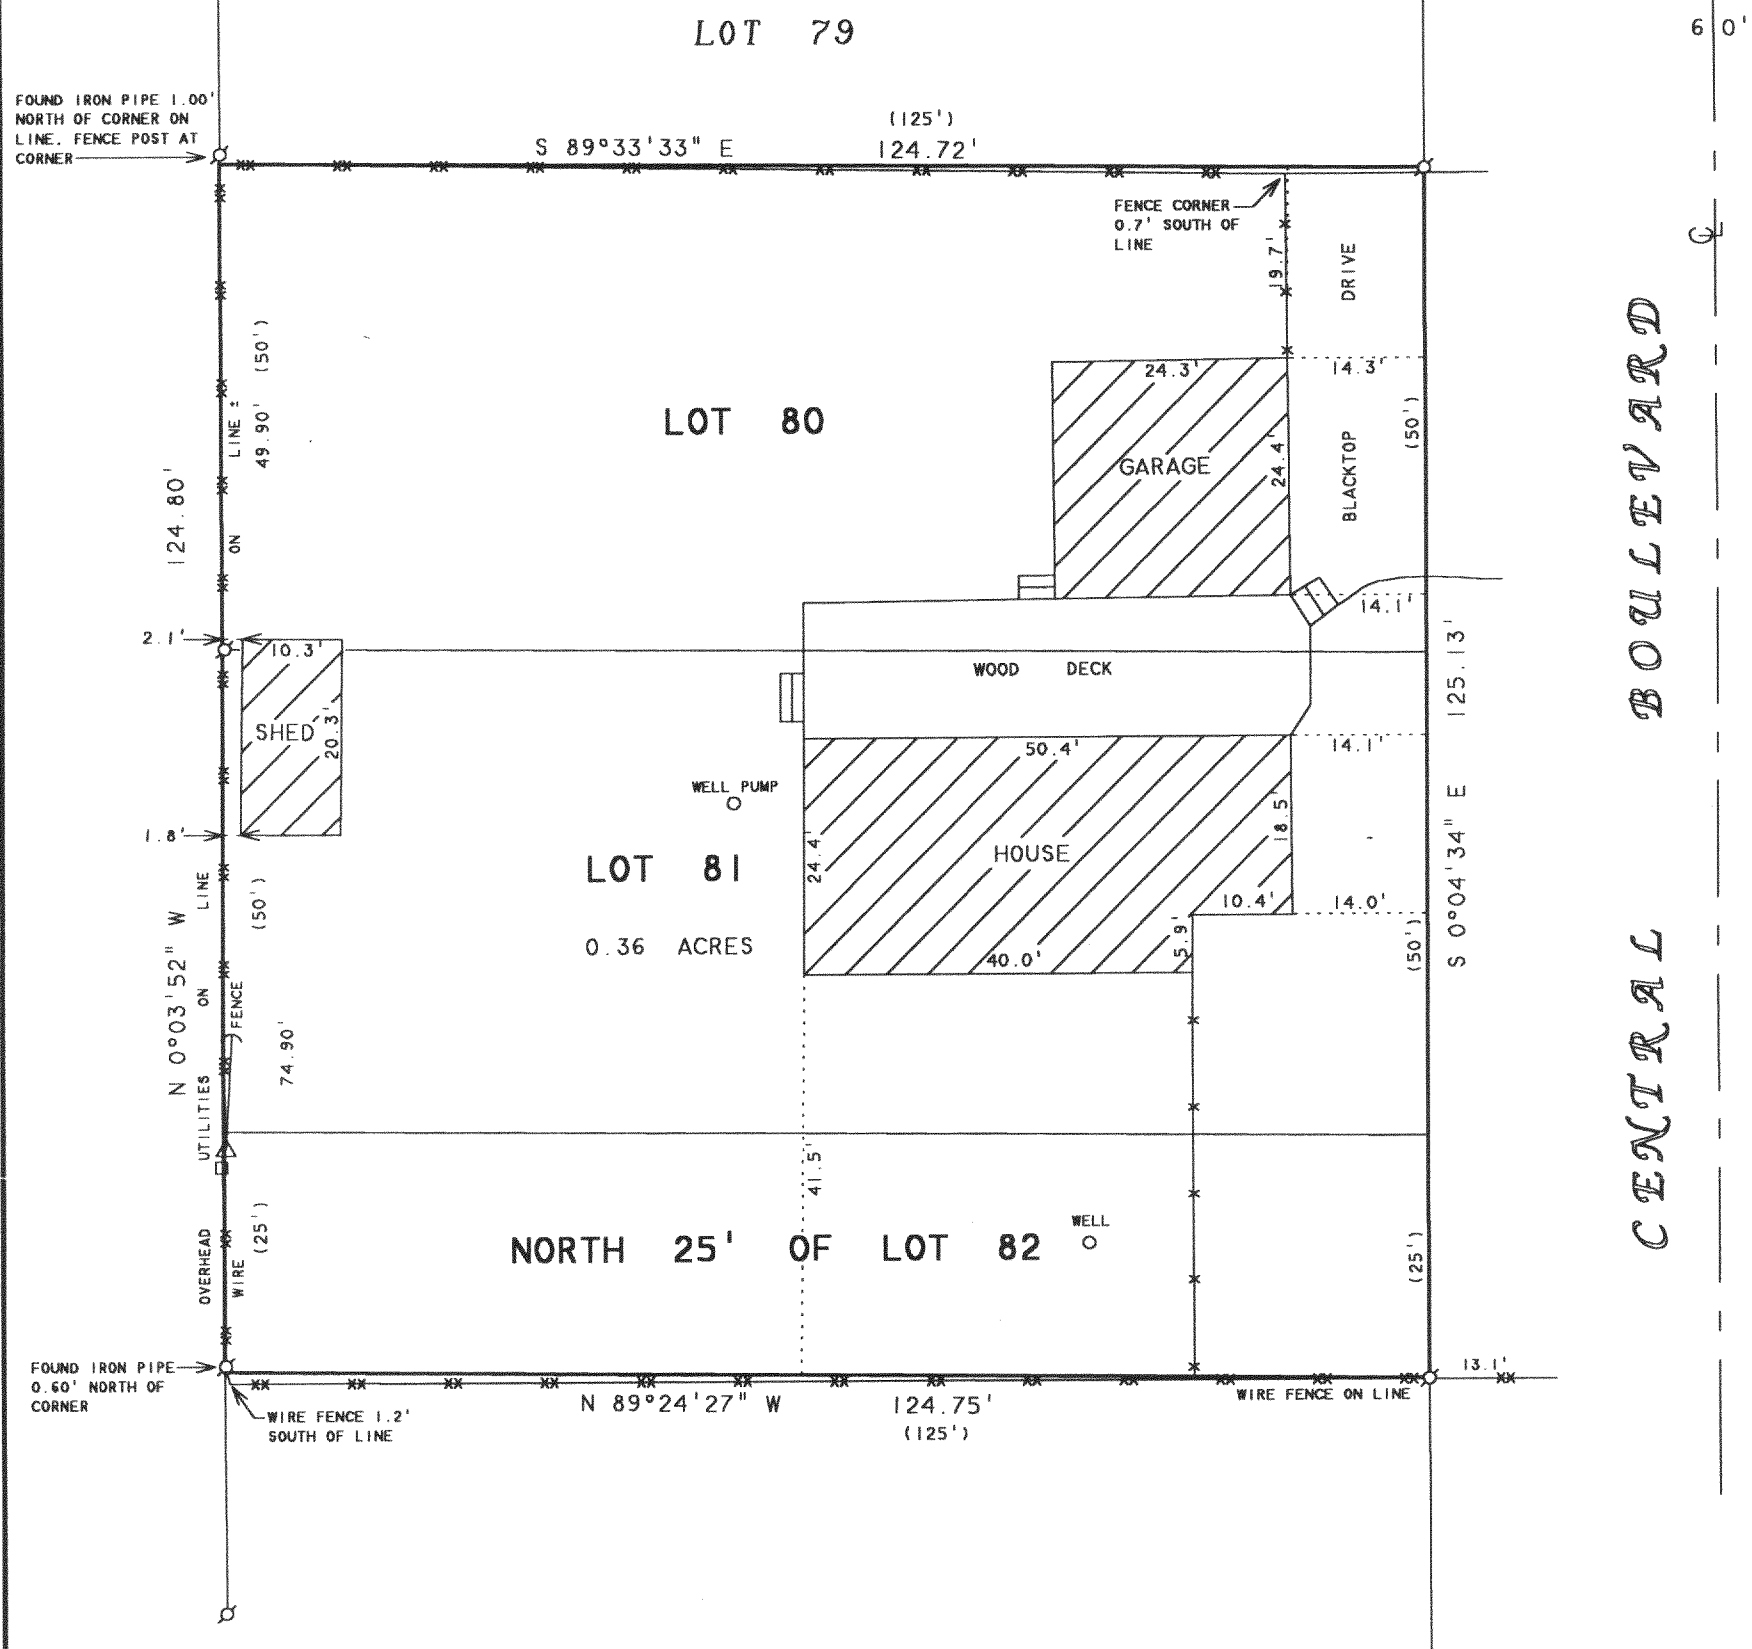 LOT 79
60'
FOUND IRON PIPE 1.00'
NORTH OF CORNER ON
LINE. FENCE POST AT
CORNER
(125')
S 89°33'33" E 124.72'
FENCE CORNER
0.7' SOUTH OF
LINE
19.7'
BLACKTOP DRIVE
24.3'
14.3'
(50')
LINE ±
ON
49.90' (50')
LOT 80
GARAGE
24.4'
(50')
124.80'
N 0°03'52" W
14.1'
2.1'
10.3'
WOOD DECK
SHED
20.3'
50.4'
14.1'
125.13'
S 0°04'34" E
CENTRAL BOULEVARD
WELL PUMP
1.8'
24.4'
HOUSE
18.5'
LOT 81
10.4'
14.0'
0.36 ACRES
40.0'
5.9'
(50')
(50')
OVERHEAD UTILITIES ON LINE
WIRE FENCE
74.90'
41.5'
(25')
NORTH 25' OF LOT 82
WELL
(25')
FOUND IRON PIPE
0.60' NORTH OF
CORNER
WIRE FENCE 1.2'
SOUTH OF LINE
N 89°24'27" W 124.75'
(125')
WIRE FENCE ON LINE
13.1'